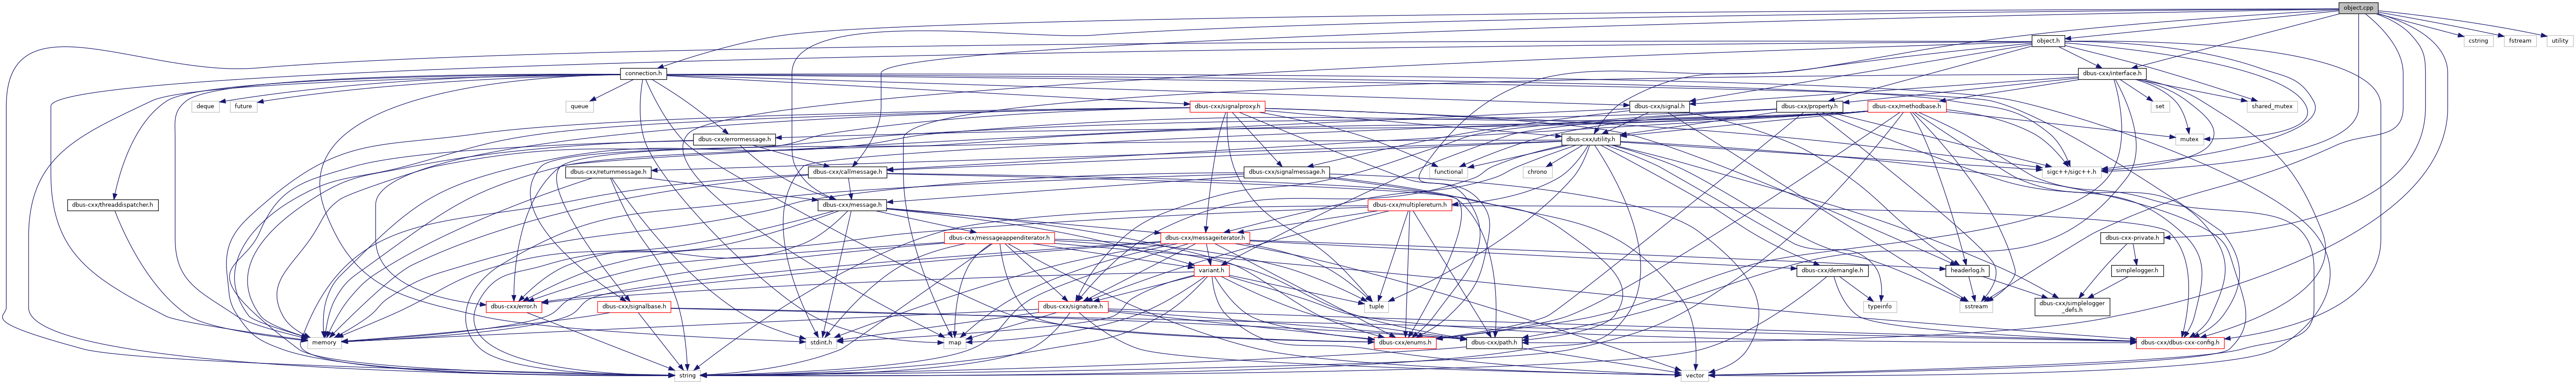 object.cpp
object.h
cstring
fstream
utility
connection.h
dbus-cxx/interface.h
deque
future
queue
dbus-cxx/signalproxy.h
dbus-cxx/signal.h
dbus-cxx/property.h
dbus-cxx/methodbase.h
set
shared_mutex
dbus-cxx/errormessage.h
dbus-cxx/utility.h
mutex
dbus-cxx/returnmessage.h
dbus-cxx/callmessage.h
dbus-cxx/signalmessage.h
functional
chrono
sigc++/sigc++.h
dbus-cxx/threaddispatcher.h
dbus-cxx/message.h
dbus-cxx/multiplereturn.h
dbus-cxx/messageappenditerator.h
dbus-cxx/messageiterator.h
dbus-cxx-private.h
variant.h
dbus-cxx/demangle.h
headerlog.h
simplelogger.h
dbus-cxx/error.h
dbus-cxx/signalbase.h
dbus-cxx/signature.h
tuple
typeinfo
sstream
dbus-cxx/simplelogger
_defs.h
memory
stdint.h
map
dbus-cxx/enums.h
dbus-cxx/path.h
dbus-cxx/dbus-cxx-config.h
string
vector